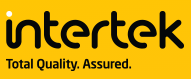 intertek
Total Quality. Assured.